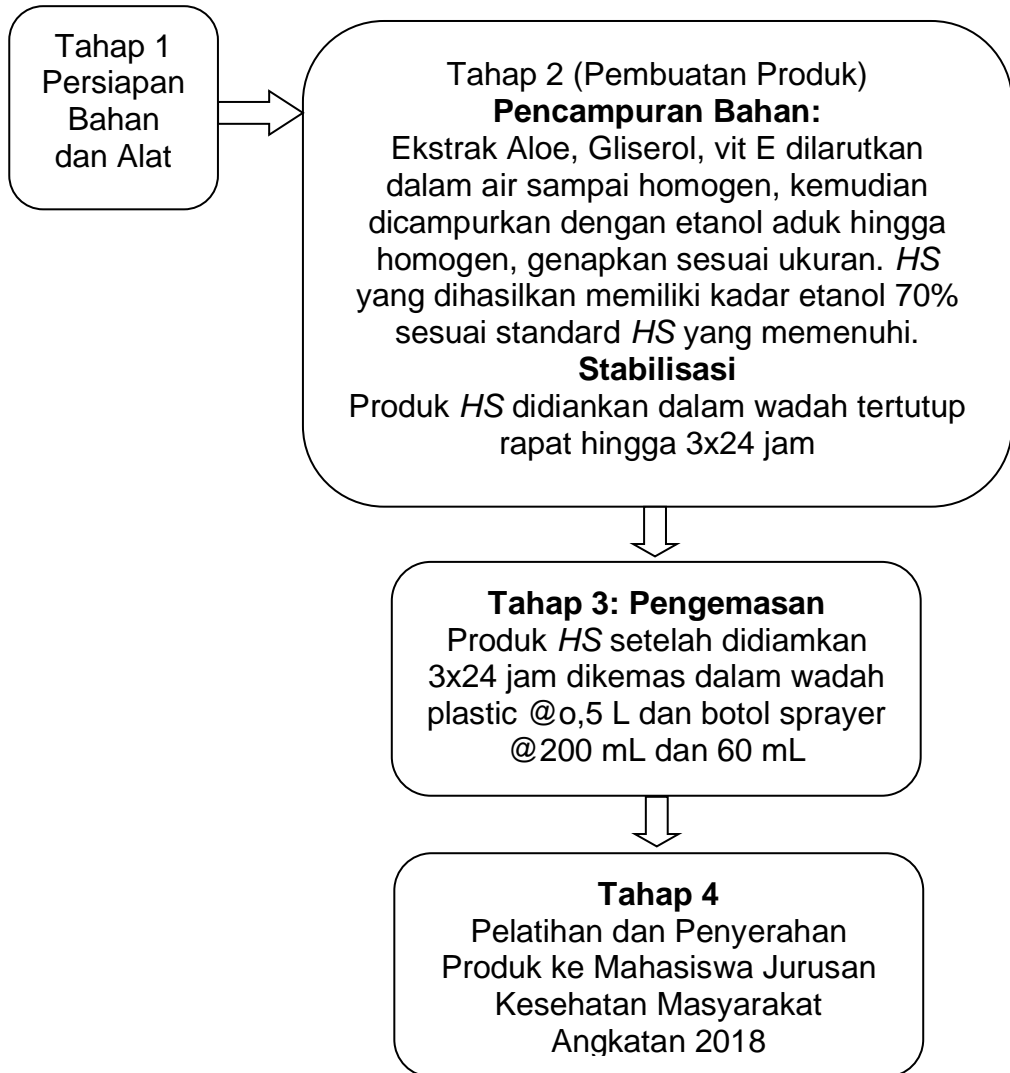 Tahap 1
Persiapan
Bahan
dan Alat
Tahap 2 (Pembuatan Produk)
Pencampuran Bahan:
Ekstrak Aloe, Gliserol, vit E dilarutkan
dalam air sampai homogen, kemudian
dicampurkan dengan etanol aduk hingga
homogen, genapkan sesuai ukuran. HS
yang dihasilkan memiliki kadar etanol 70%
sesuai standard HS yang memenuhi.
Stabilisasi
Produk HS didiankan dalam wadah tertutup
rapat hingga 3x24 jam
Tahap 3: Pengemasan
Produk HS setelah didiamkan
3x24 jam dikemas dalam wadah
plastic @o,5 L dan botol sprayer
@200 mL dan 60 mL
Tahap 4
Pelatihan dan Penyerahan
Produk ke Mahasiswa Jurusan
Kesehatan Masyarakat
Angkatan 2018